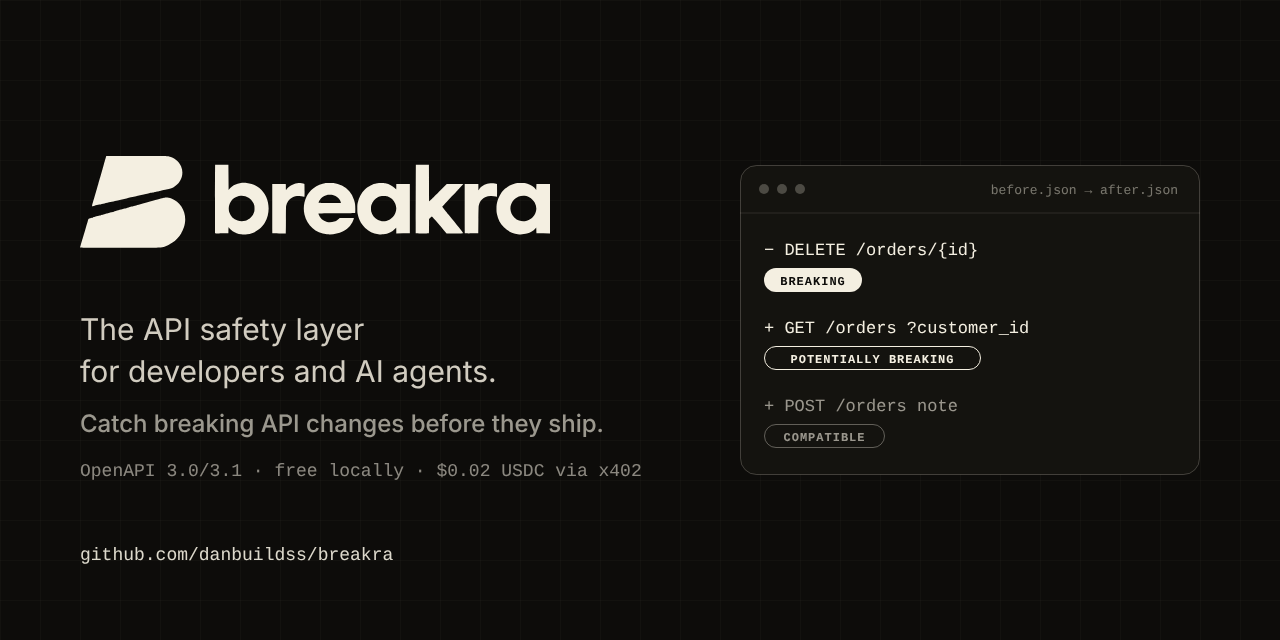 breakra
The API safety layer
for developers and AI agents.
Catch breaking API changes before they ship.
OpenAPI 3.0/3.1 · free locally · $0.02 USDC via x402
github.com/danbuildss/breakra
before.json → after.json
− DELETE /orders/{id}
BREAKING
+ GET /orders ?customer_id
POTENTIALLY BREAKING
+ POST /orders note
COMPATIBLE